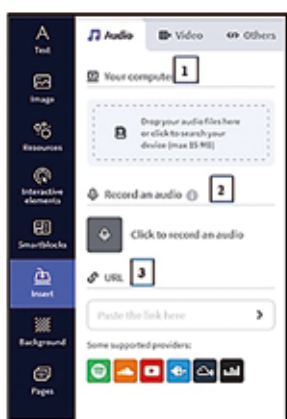 Text
Image
Resources
Interactive
elements
Smartblocks
Insert
Background
Pages
Audio
Video
Others
Your computer
1
Drop your audio files here
or click to search your
device (max 15 MB)
Record an audio
2
Click to record an audio
URL
3
Paste the link here
Some supported providers: